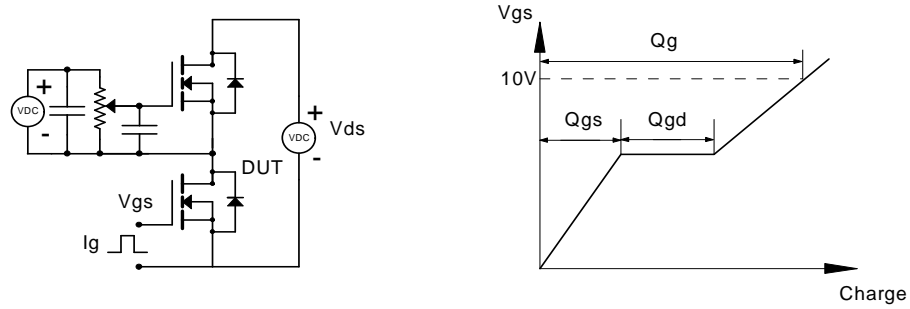 +
VDC
-
+
VDC
-
Vds
DUT
Vgs
Ig
Vgs
Qg
10V
Qgs
Qgd
Charge